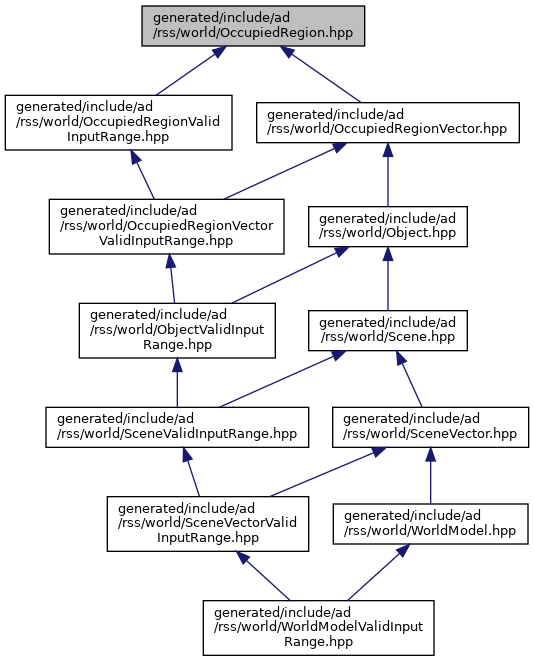 generated/include/ad
/rss/world/OccupiedRegion.hpp
generated/include/ad
/rss/world/OccupiedRegionValid
InputRange.hpp
generated/include/ad
/rss/world/OccupiedRegionVector.hpp
generated/include/ad
/rss/world/OccupiedRegionVector
ValidInputRange.hpp
generated/include/ad
/rss/world/Object.hpp
generated/include/ad
/rss/world/ObjectValidInput
Range.hpp
generated/include/ad
/rss/world/Scene.hpp
generated/include/ad
/rss/world/SceneValidInputRange.hpp
generated/include/ad
/rss/world/SceneVector.hpp
generated/include/ad
/rss/world/SceneVectorValid
InputRange.hpp
generated/include/ad
/rss/world/WorldModel.hpp
generated/include/ad
/rss/world/WorldModelValidInput
Range.hpp